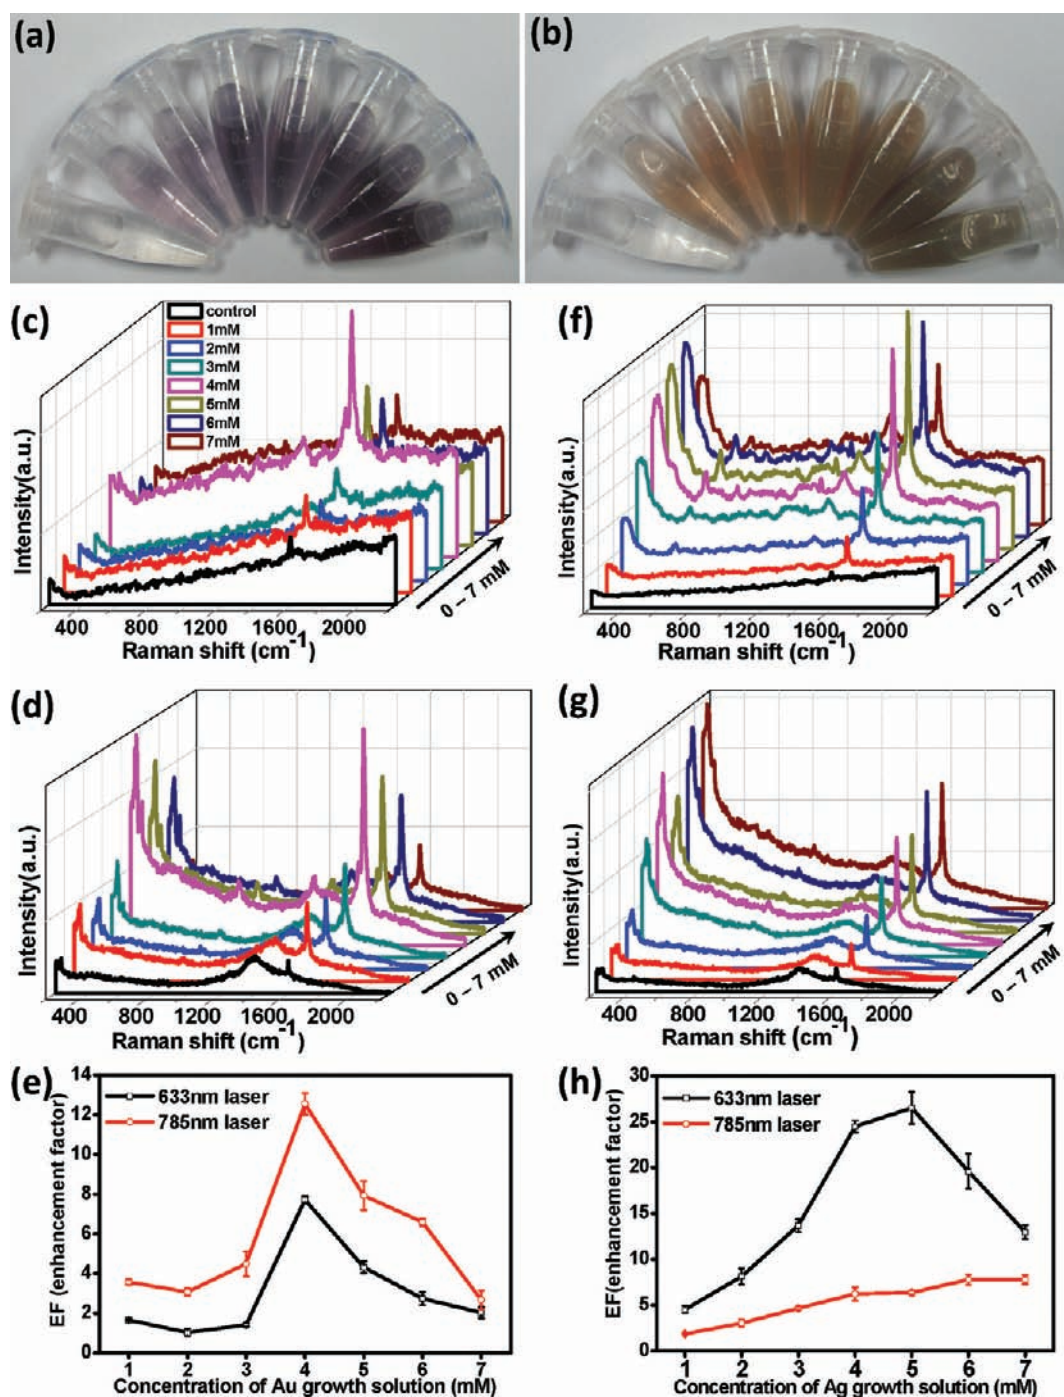 (a)
(b)
(c)
control
1mM
2mM
3mM
4mM
5mM
6mM
7mM
Intensity(a.u.)
400 800 1200 1600 2000
Raman shift (cm-1)
0 – 7 mM
(f)
Intensity(a.u.)
400 800 1200 1600 2000
Raman shift (cm-1)
0 – 7 mM
(d)
Intensity(a.u.)
400 800 1200 1600 2000
Raman shift (cm-1)
0 – 7 mM
(g)
Intensity(a.u.)
400 800 1200 1600 2000
Raman shift (cm-1)
0 – 7 mM
(e)
633nm laser
785nm laser
EF (enhancement factor)
14
12
10
8
6
4
2
0
1 2 3 4 5 6 7
Concentration of Au growth solution (mM)
(h)
633nm laser
785nm laser
EF(enhancement factor)
30
25
20
15
10
5
0
1 2 3 4 5 6 7
Concentration of Ag growth solution (mM)